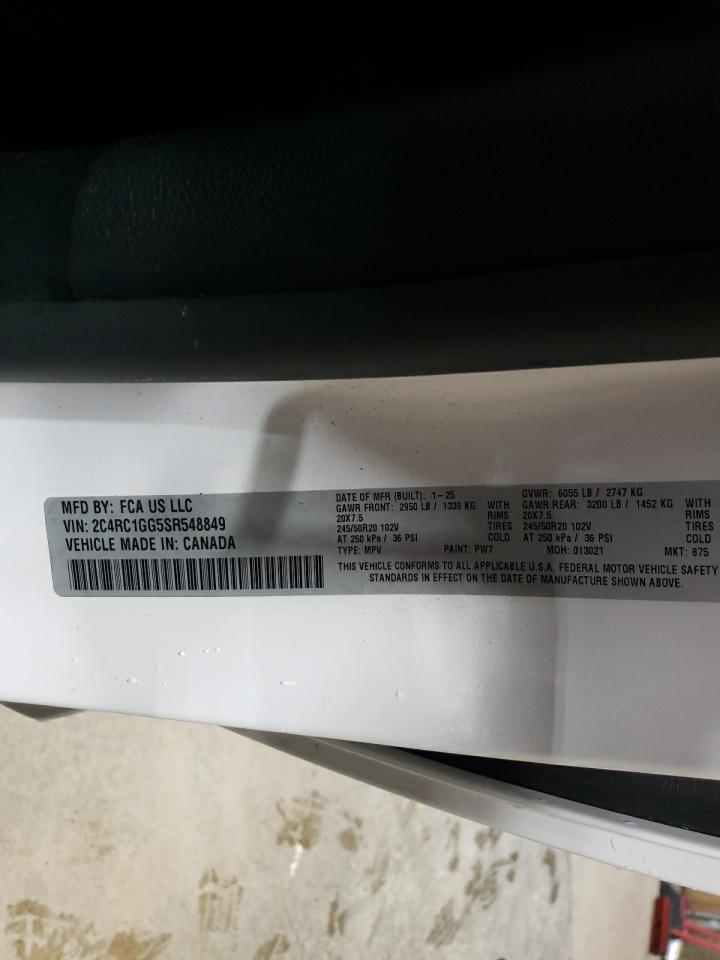 MFD BY: FCA US LLC
VIN: 2C4RC1GG5SR548849
VEHICLE MADE IN: CANADA
DATE OF MFR (BUILT): 1-25
GVWR: 6055 LB / 2747 KG
GAWR FRONT: 2950 LB / 1339 KG WITH
20X7.5 RIMS
245/50R20 102V TIRES
AT 250 kPa / 36 PSI COLD
GAWR REAR: 3200 LB / 1452 KG WITH
20X7.5 RIMS
245/50R20 102V TIRES
AT 250 kPa / 36 PSI COLD
TYPE: MPV PAINT: PW7 MDH: 013021 MKT: 875
THIS VEHICLE CONFORMS TO ALL APPLICABLE U.S.A. FEDERAL MOTOR VEHICLE SAFETY
STANDARDS IN EFFECT ON THE DATE OF MANUFACTURE SHOWN ABOVE.